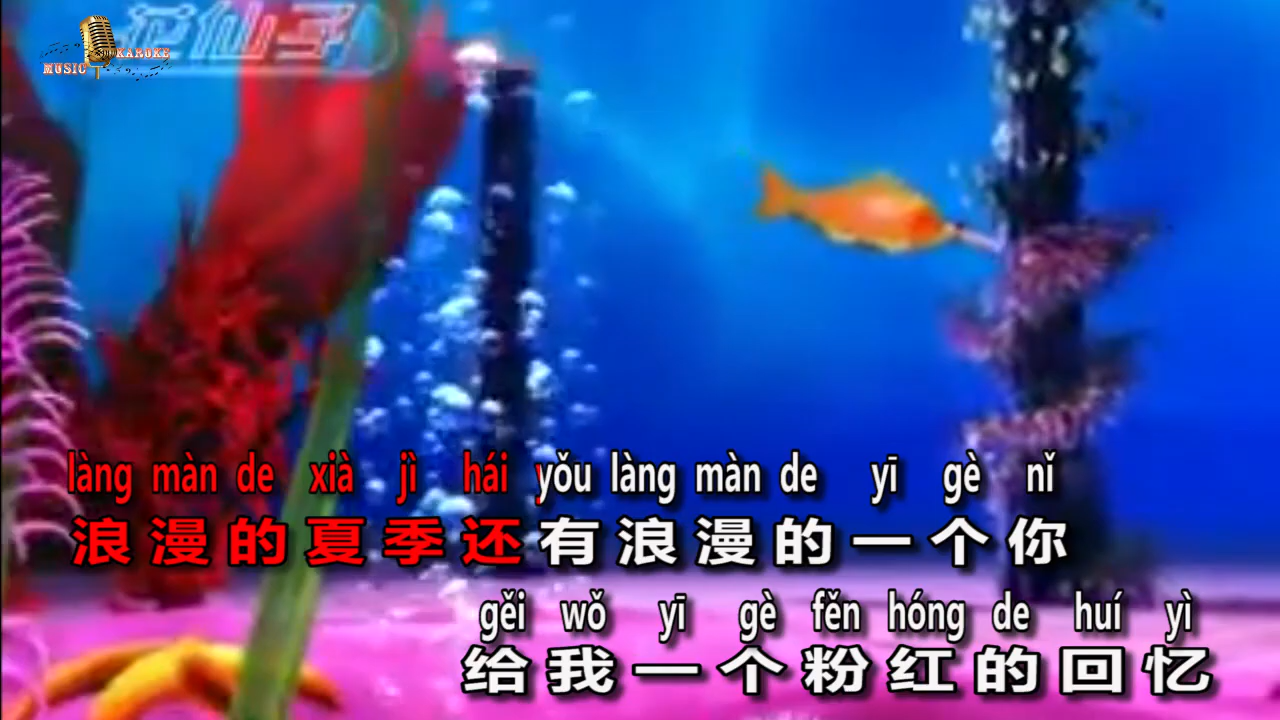 MUSIC KARAOKE
làng màn de xià jì hái yǒu làng màn de yī gè nǐ
浪漫的夏季还有浪漫的一个你
gěi wǒ yī gè fěn hóng de huí yì
给我一个粉红的回忆